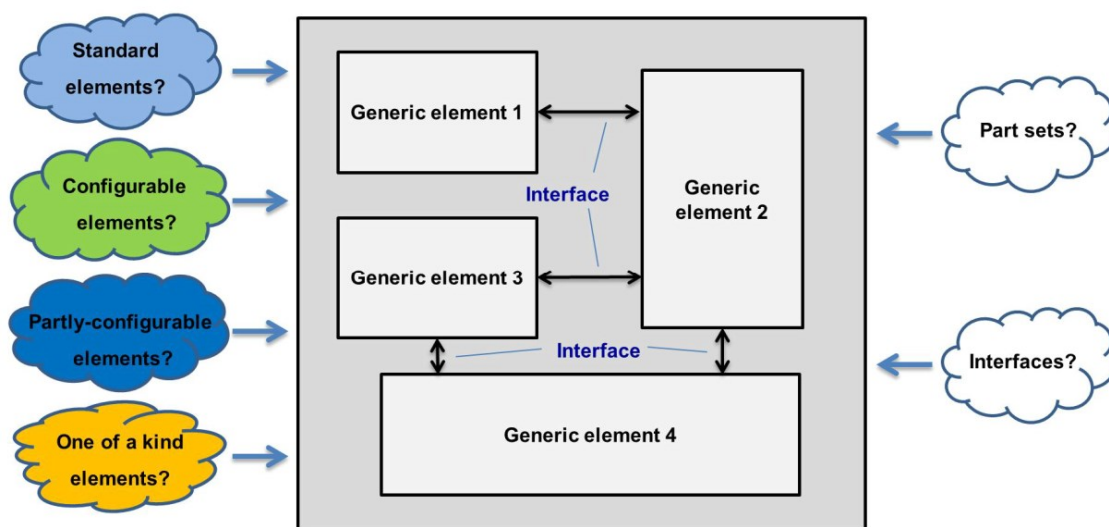 Standard
elements?
Configurable
elements?
Partly-configurable
elements?
One of a kind
elements?
Generic element 1
Interface
Generic
element 2
Generic element 3
Interface
Generic element 4
Part sets?
Interfaces?